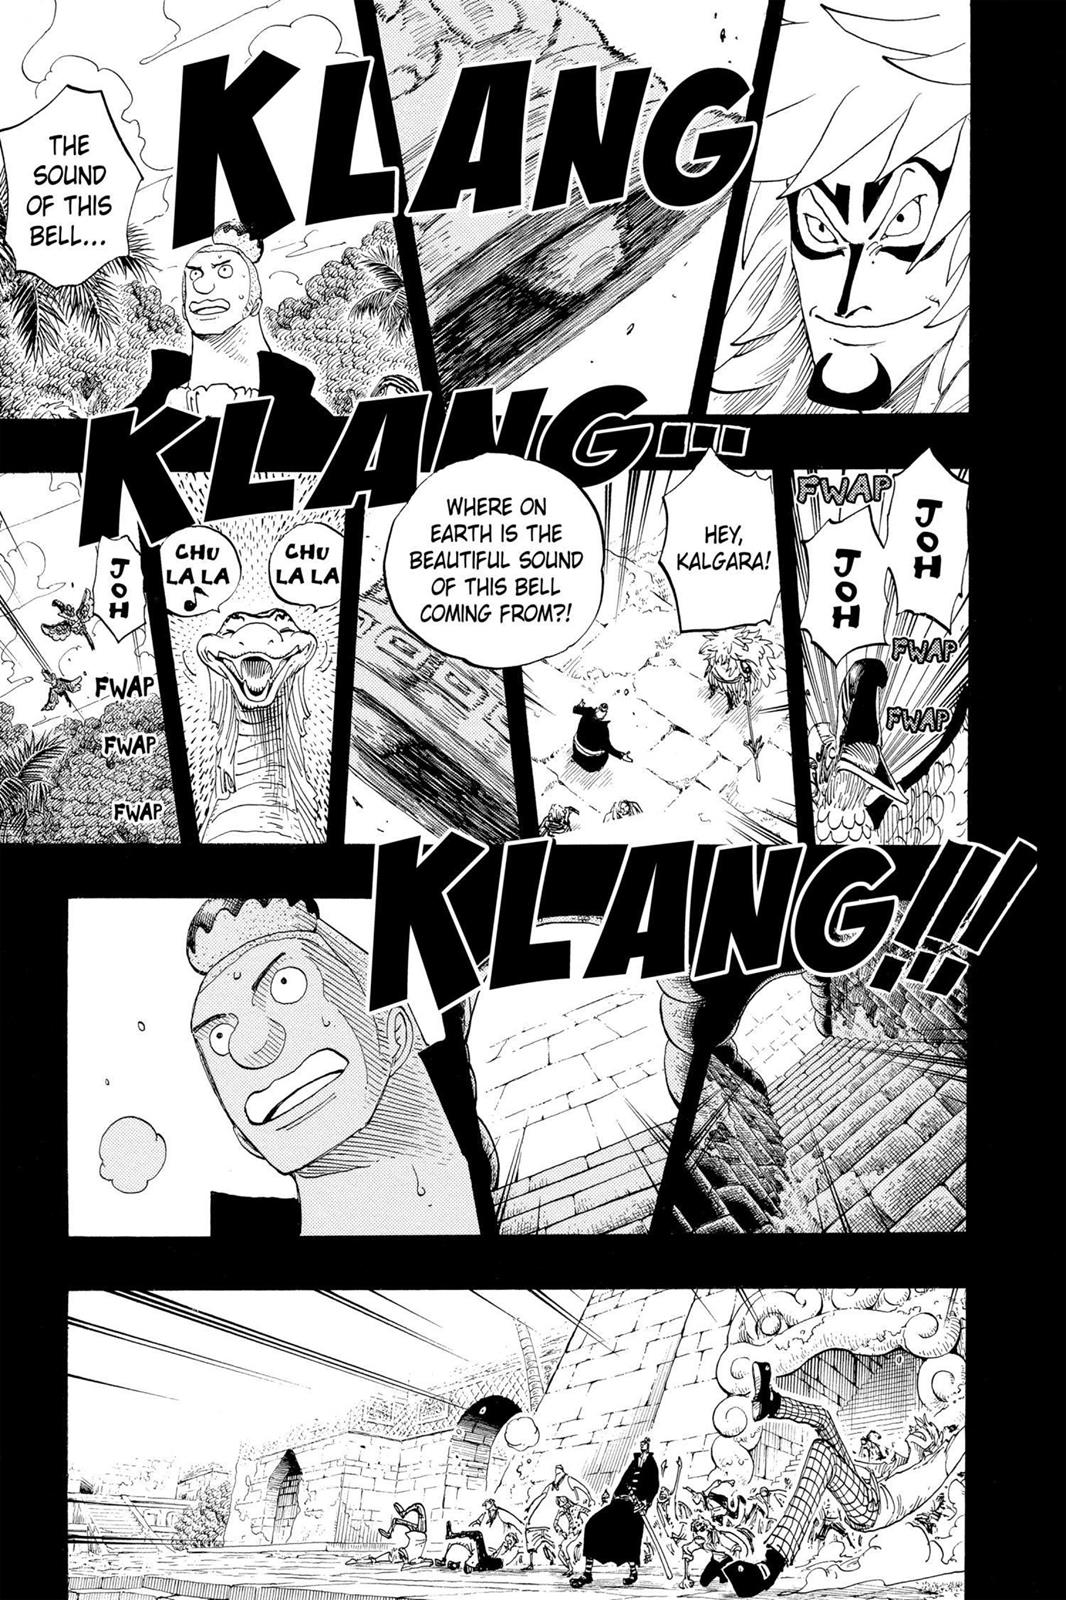 KLANG
THE
SOUND
OF THIS
BELL...
KLANG...
FWAP
JOH
JOH
FWAP
FWAP
HEY,
KALGARA!
WHERE ON
EARTH IS THE
BEAUTIFUL SOUND
OF THIS BELL
COMING FROM?!
CHU
LA LA
CHU
LA LA
JOH
FWAP
FWAP
FWAP
KLANG!!!